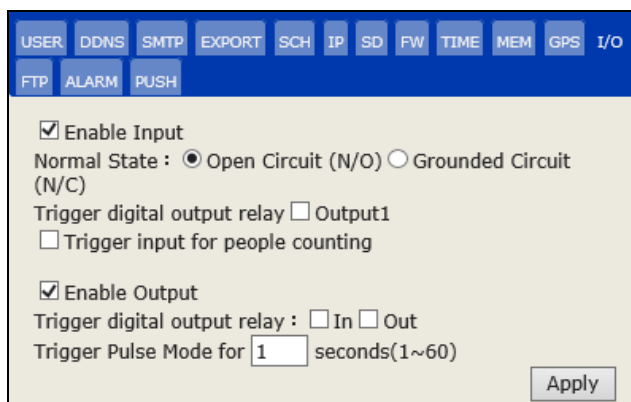 USER DDNS SMTP EXPORT SCH IP SD FW TIME MEM GPS I/O
FTP ALARM PUSH
Enable Input
Normal State : Open Circuit (N/O) Grounded Circuit
(N/C)
Trigger digital output relay Output1
Trigger input for people counting
Enable Output
Trigger digital output relay : In Out
Trigger Pulse Mode for 1 seconds(1~60)
Apply